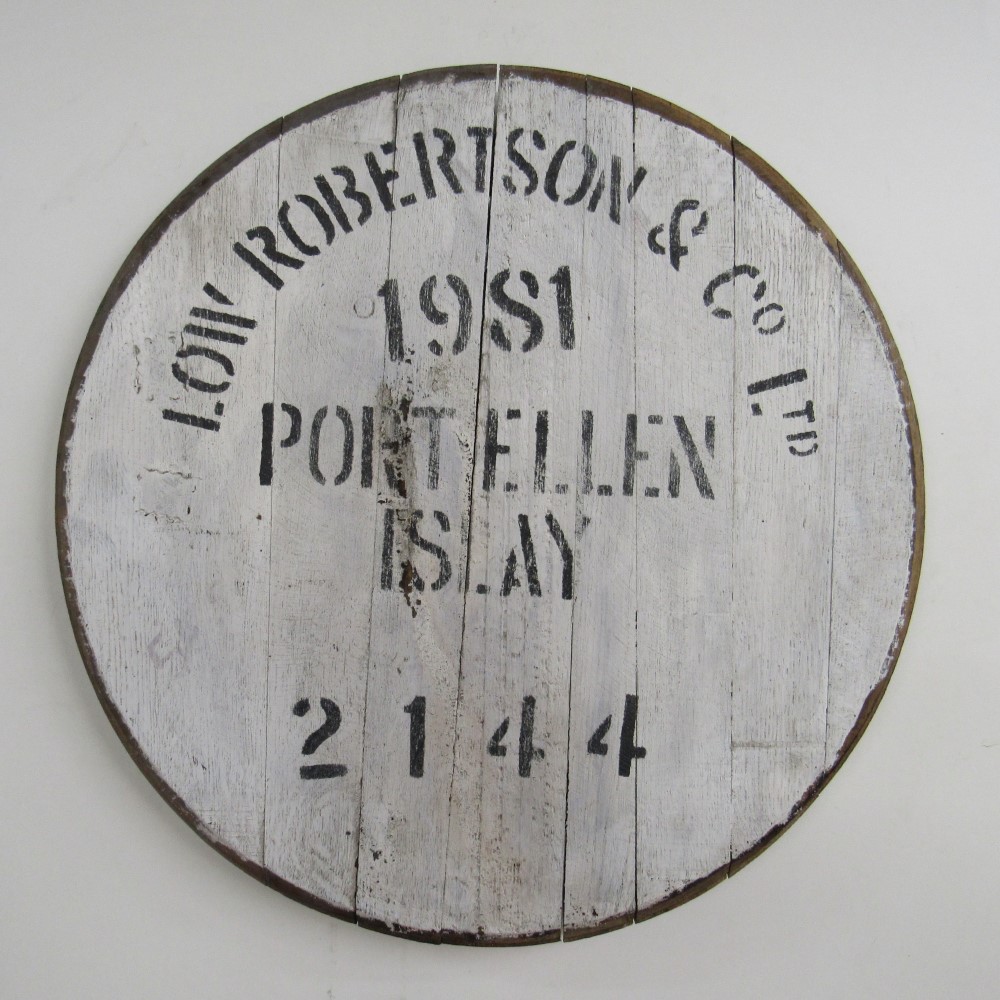 LOW ROBERTSON & CO LTD
1981
PORT ELLEN
ISLAY
2144